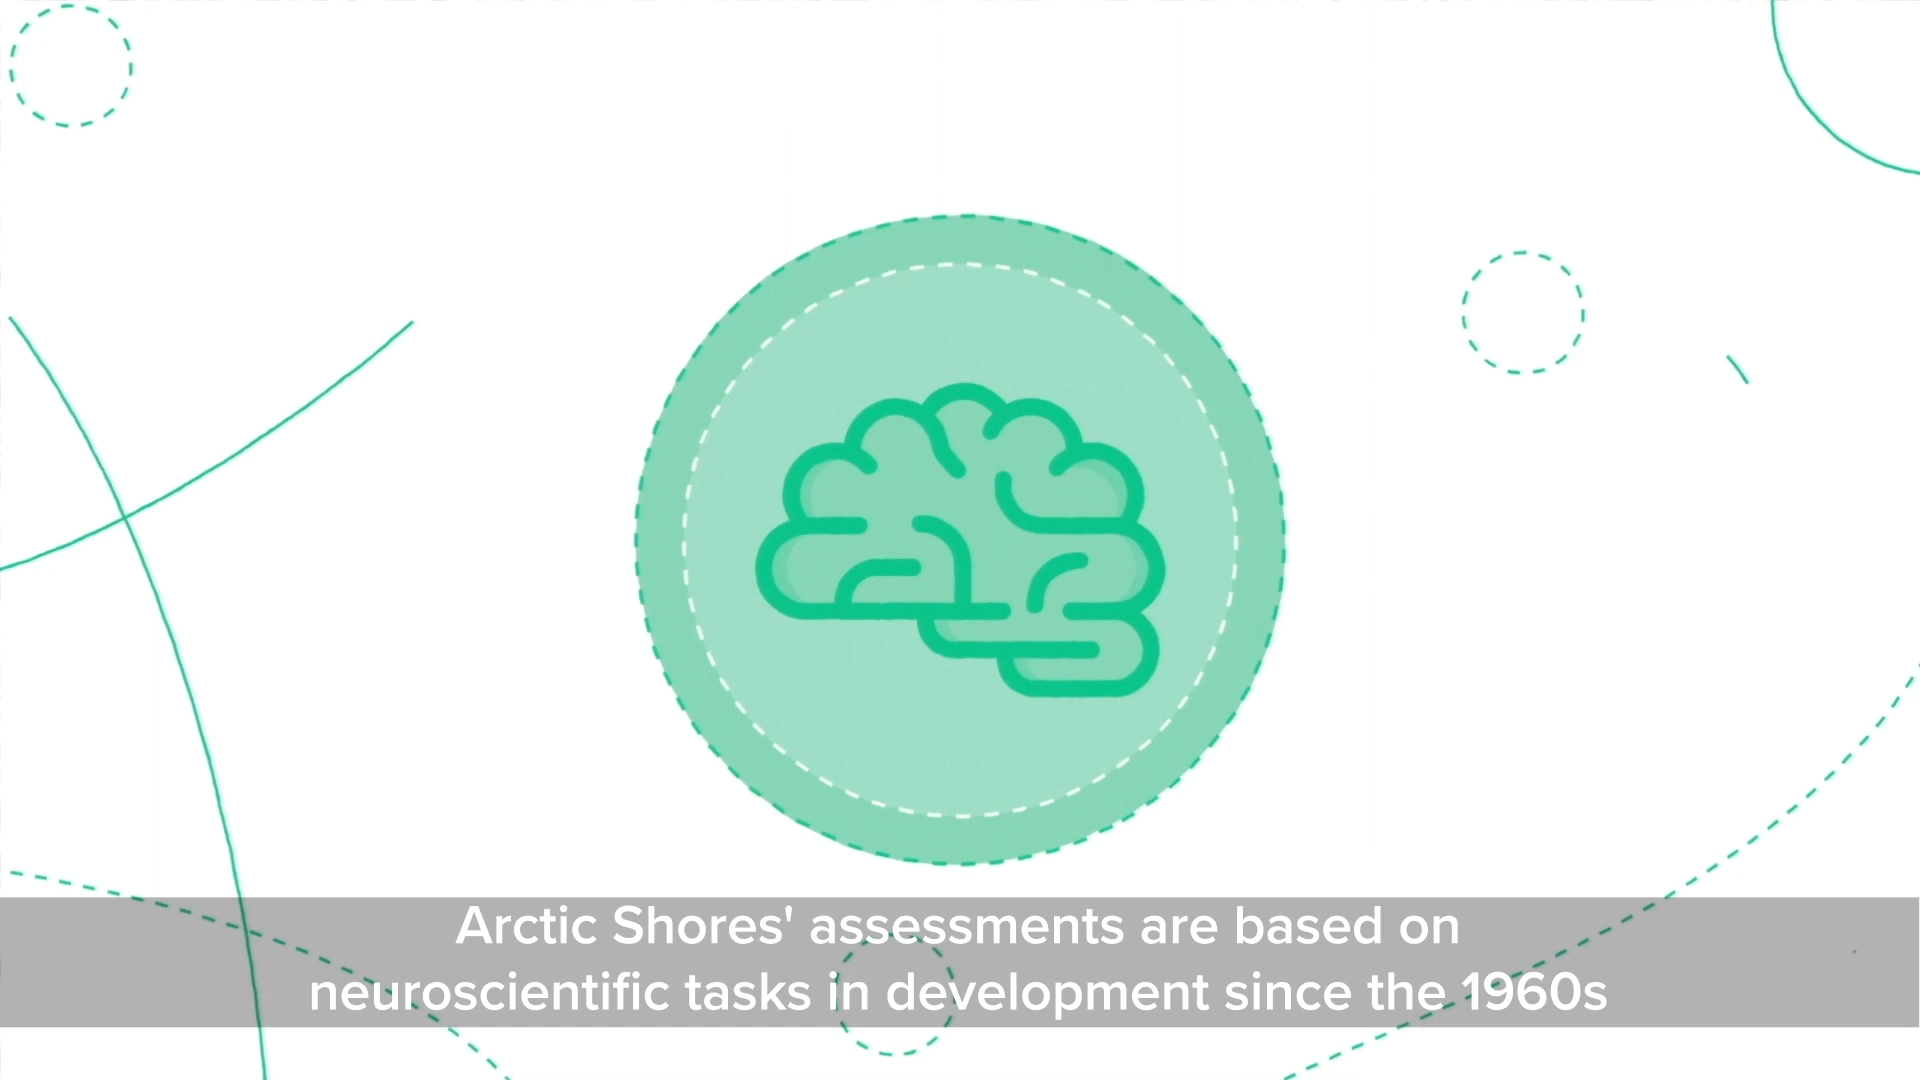 Arctic Shores' assessments are based on
neuroscientific tasks in development since the 1960s